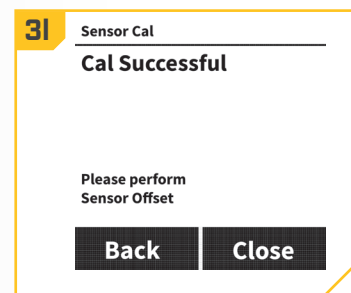 3I
Sensor Cal
Cal Successful
Please perform
Sensor Offset
Back Close